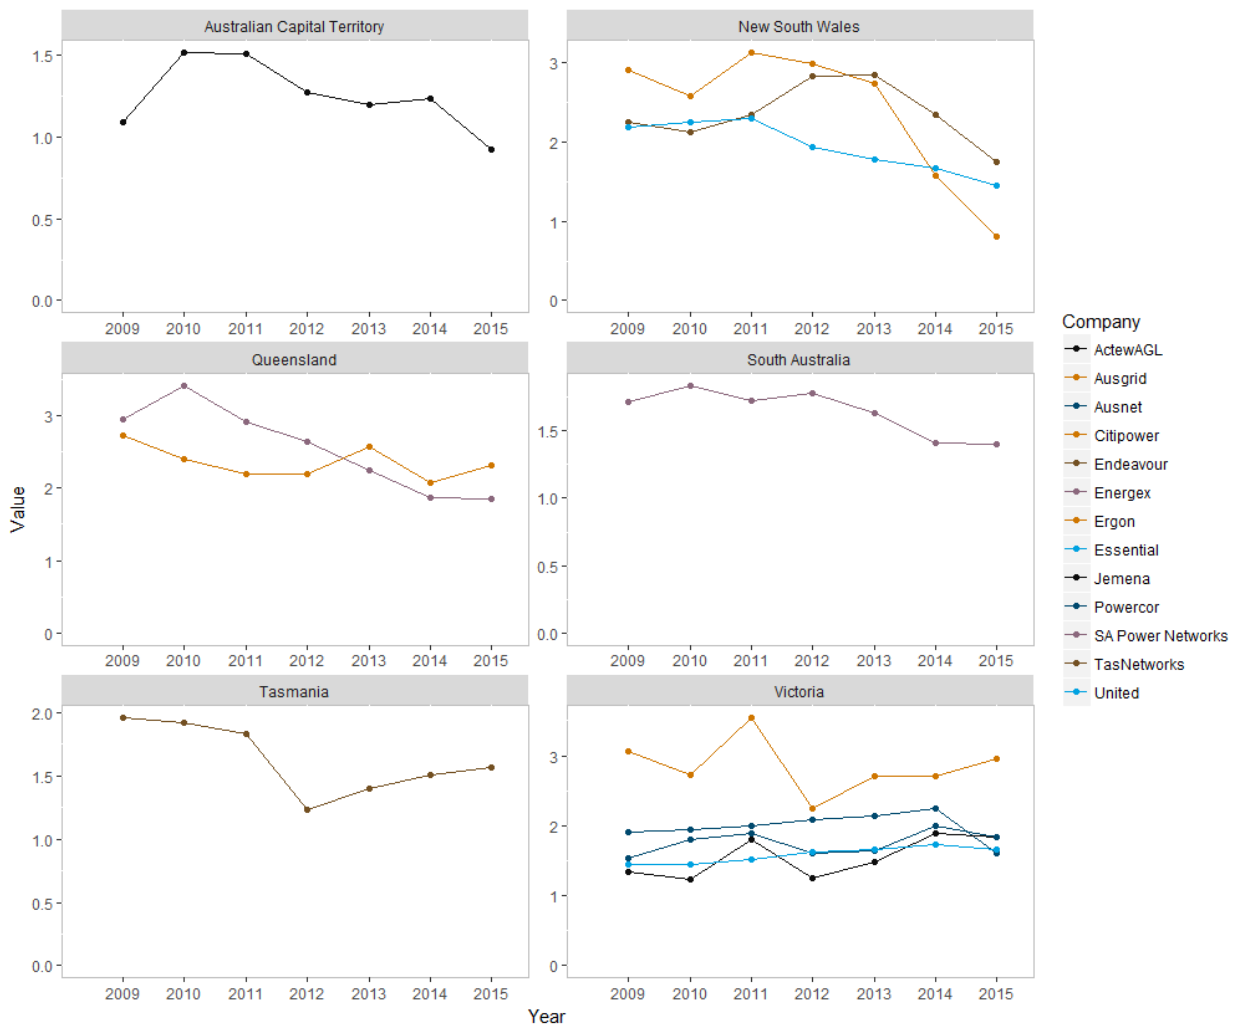 Australian Capital Territory
New South Wales
1.5
1.0
0.5
0.0
3
2
1
0
2009 2010 2011 2012 2013 2014 2015
2009 2010 2011 2012 2013 2014 2015
Queensland
South Australia
3
2
1
0
1.5
1.0
0.5
0.0
2009 2010 2011 2012 2013 2014 2015
2009 2010 2011 2012 2013 2014 2015
Tasmania
Victoria
2.0
1.5
1.0
0.5
0.0
3
2
1
0
2009 2010 2011 2012 2013 2014 2015
2009 2010 2011 2012 2013 2014 2015
Value
Year
Company
ActewAGL
Ausgrid
Ausnet
Citipower
Endeavour
Energex
Ergon
Essential
Jemena
Powercor
SA Power Networks
TasNetworks
United